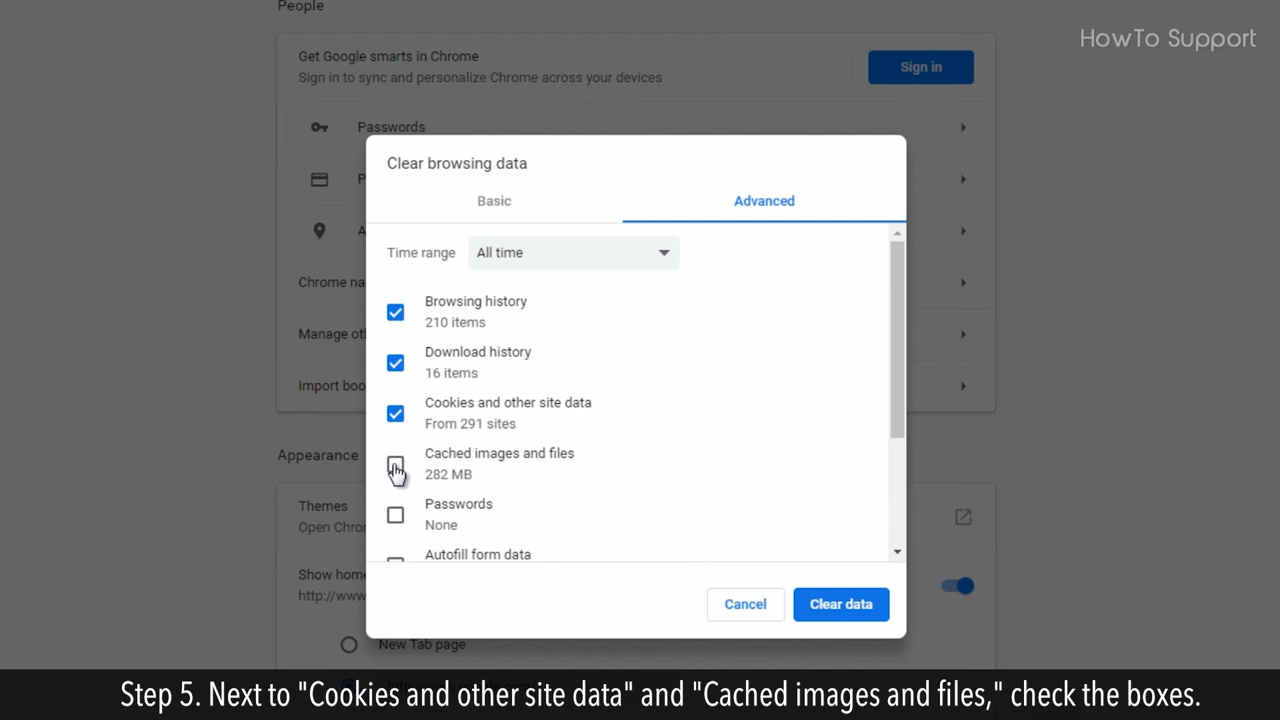 People
HowTo Support
Get Google smarts in Chrome
Sign in to sync and personalize Chrome across your devices
Sign in
Passwords
P
A
Chrome na
Manage oth
Import boo
Clear browsing data
Basic
Advanced
Time range
All time
Browsing history
210 items
Download history
16 items
Cookies and other site data
From 291 sites
Cached images and files
282 MB
Passwords
None
Autofill form data
Cancel
Clear data
Appearance
Themes
Open Chro
Show home
http://www
New Tab page
Step 5. Next to "Cookies and other site data" and "Cached images and files," check the boxes.